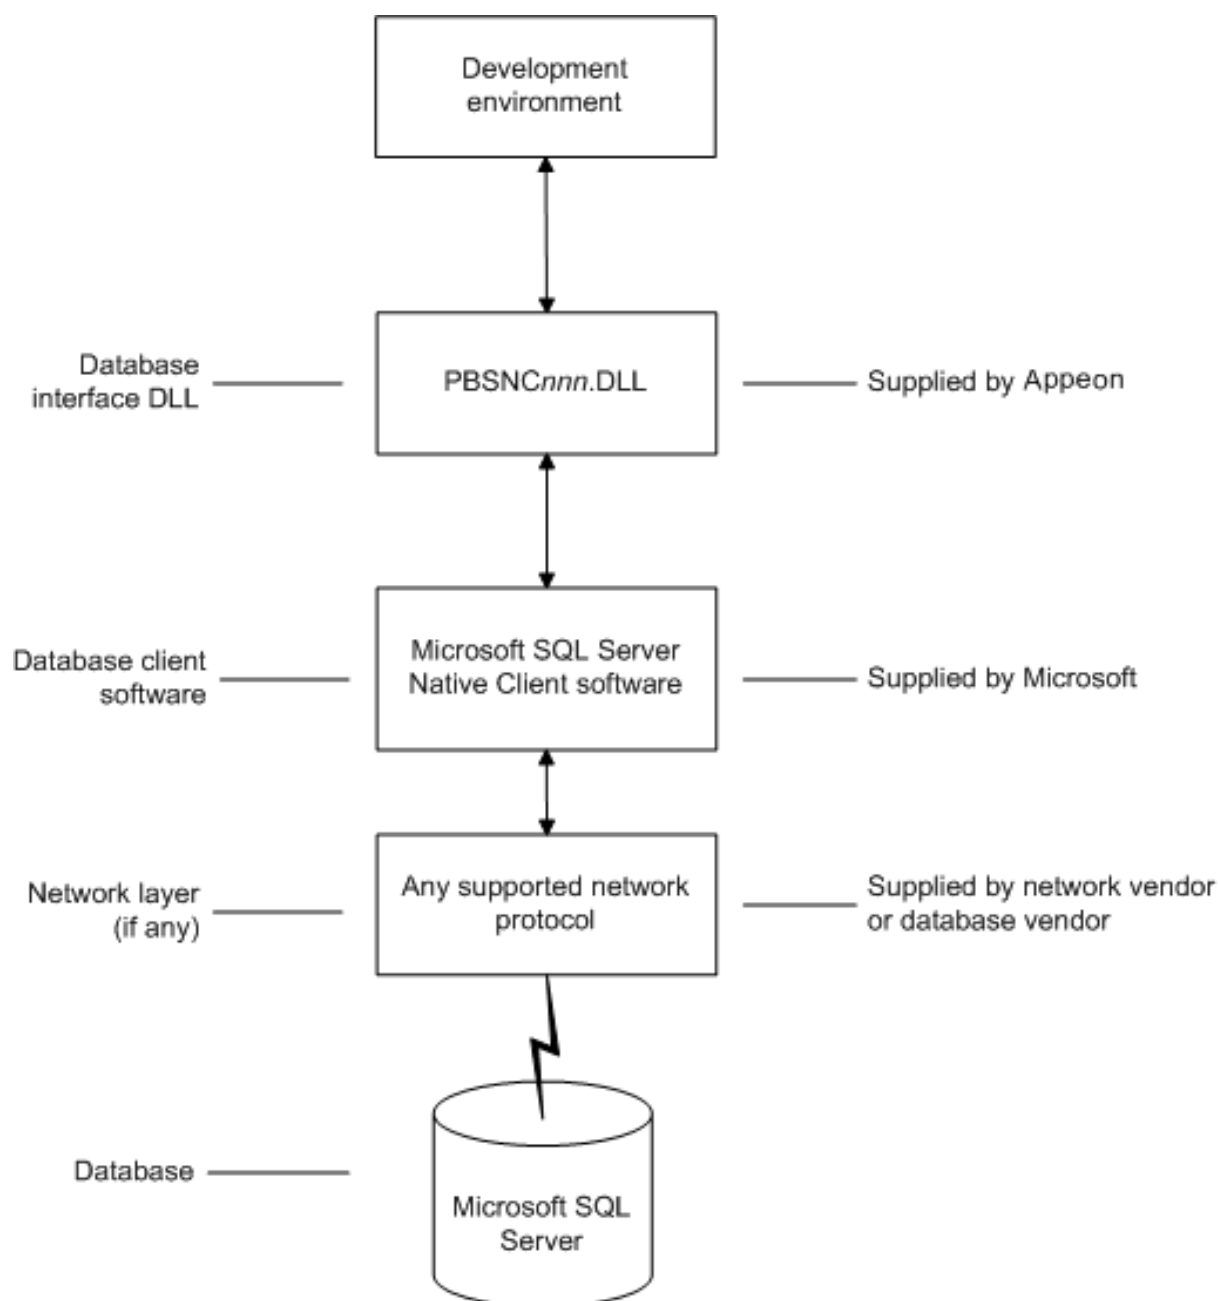 Development
environment
Database
interface DLL
PBSNCnnn.DLL
Supplied by Appeon
Database client
software
Microsoft SQL Server
Native Client software
Supplied by Microsoft
Network layer
(if any)
Any supported network
protocol
Supplied by network vendor
or database vendor
Database
Microsoft SQL
Server